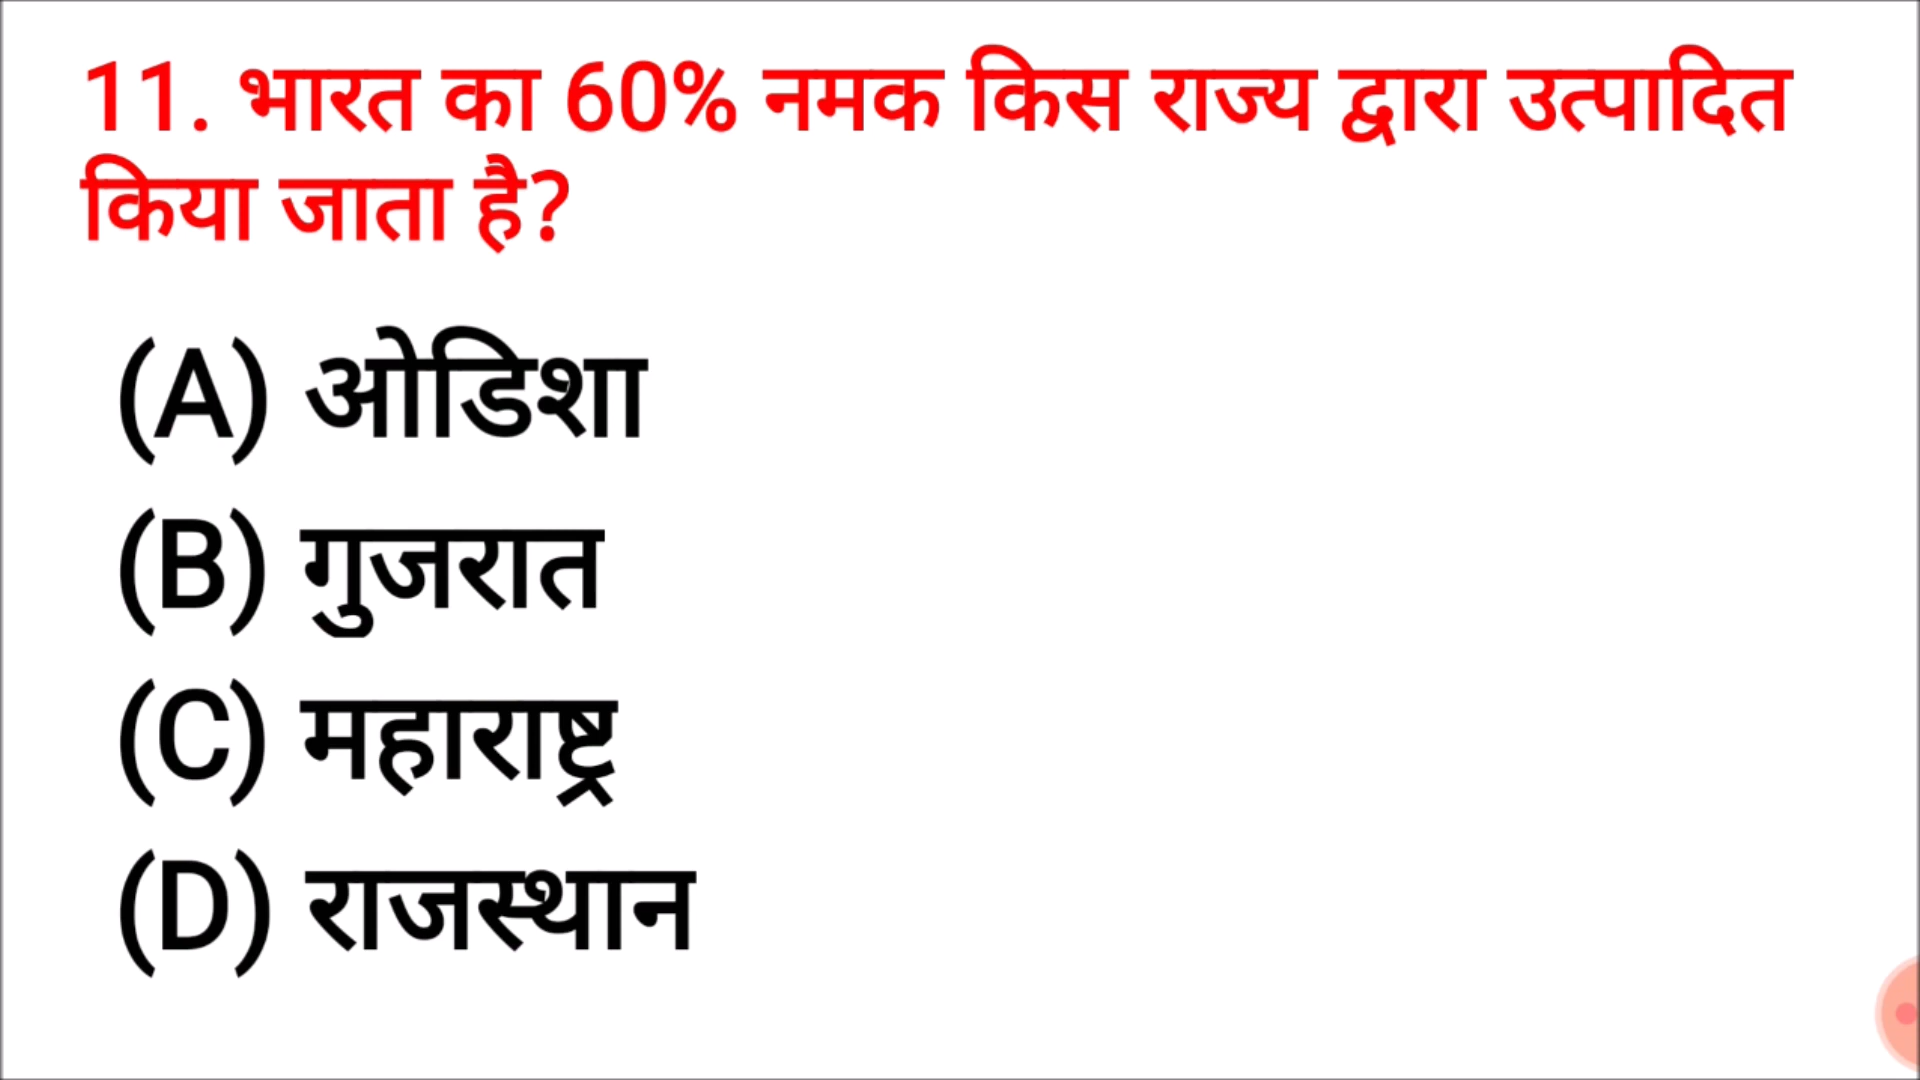 11. भारत का 60% नमक किस राज्य द्वारा उत्पादित
किया जाता है?
(A) ओडिशा
(B) गुजरात
(C) महाराष्ट्र
(D) राजस्थान